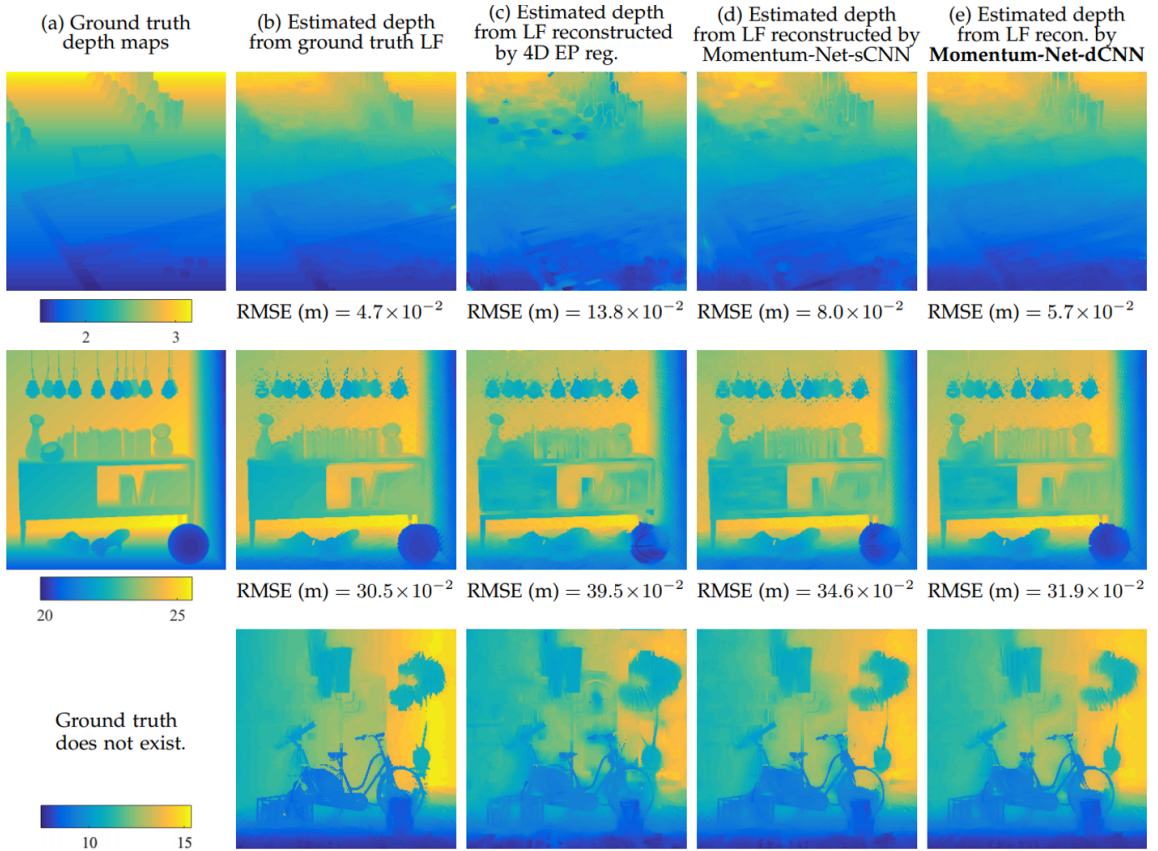 (a) Ground truth
depth maps
(b) Estimated depth
from ground truth LF
(c) Estimated depth
from LF reconstructed
by 4D EP reg.
(d) Estimated depth
from LF reconstructed by
Momentum-Net-sCNN
(e) Estimated depth
from LF recon. by
Momentum-Net-dCNN
2 3
RMSE (m) = 4.7×10−2
RMSE (m) = 13.8×10−2
RMSE (m) = 8.0×10−2
RMSE (m) = 5.7×10−2
20 25
RMSE (m) = 30.5×10−2
RMSE (m) = 39.5×10−2
RMSE (m) = 34.6×10−2
RMSE (m) = 31.9×10−2
Ground truth
does not exist.
10 15